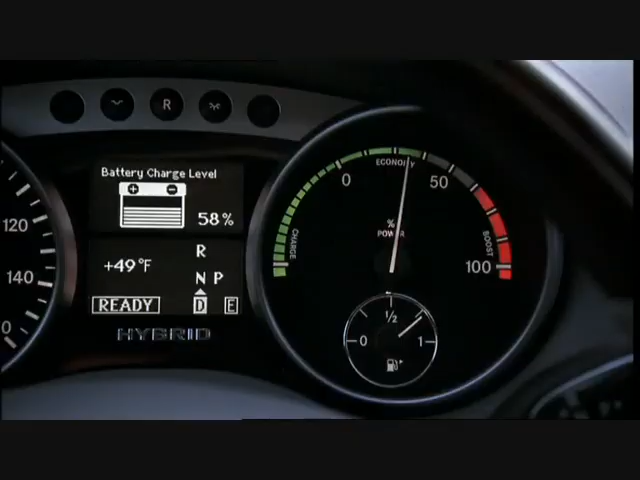 R
Battery Charge Level
+ -
58%
120
140
0
+49°F
R
N P
D E
READY
HYBRID
ECONOMY
0
50
100
%
POWER
CHARGE
BOOST
1/2
0
1